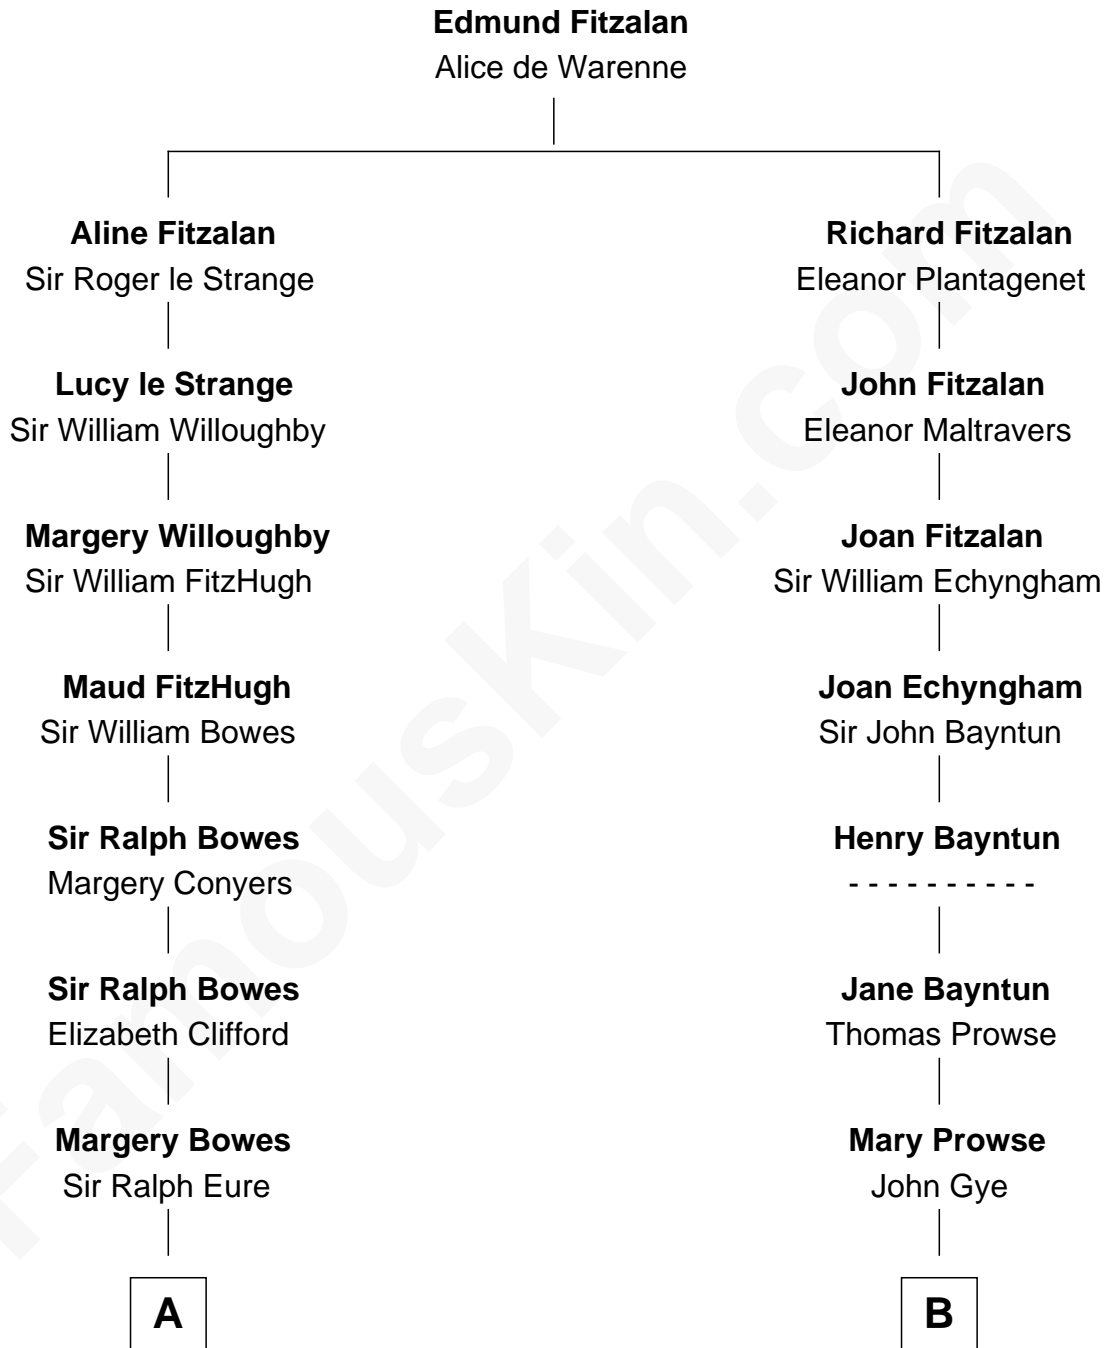 Edmund Fitzalan
Alice de Warenne
Aline Fitzalan
Sir Roger le Strange
Richard Fitzalan
Eleanor Plantagenet
Lucy le Strange
Sir William Willoughby
John Fitzalan
Eleanor Maltravers
Margery Willoughby
Sir William FitzHugh
Joan Fitzalan
Sir William Echyngham
Maud FitzHugh
Sir William Bowes
Joan Echyngham
Sir John Bayntun
Sir Ralph Bowes
Margery Conyers
Henry Bayntun
- - - - - - - - - -
Sir Ralph Bowes
Elizabeth Clifford
Jane Bayntun
Thomas Prowse
Margery Bowes
Sir Ralph Eure
Mary Prowse
John Gye
A
B
FamousKin.com